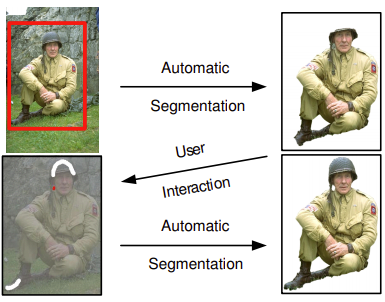 Automatic
Segmentation
User
Interaction
Automatic
Segmentation